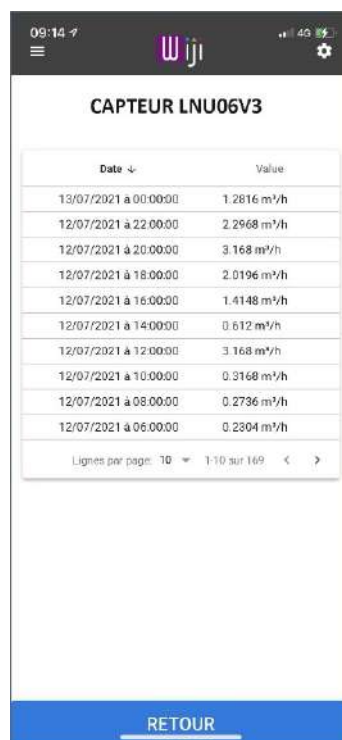 09:14 4G
Wiji
CAPTEUR LNU06V3
Date ↓ Value
13/07/2021 à 00:00:00 1.2816 m³/h
12/07/2021 à 22:00:00 2.2968 m³/h
12/07/2021 à 20:00:00 3.168 m³/h
12/07/2021 à 18:00:00 2.0196 m³/h
12/07/2021 à 16:00:00 1.4148 m³/h
12/07/2021 à 14:00:00 0.612 m³/h
12/07/2021 à 12:00:00 3.168 m³/h
12/07/2021 à 10:00:00 0.3168 m³/h
12/07/2021 à 08:00:00 0.2736 m³/h
12/07/2021 à 06:00:00 0.2304 m³/h
Lignes par page: 10 1-10 sur 169 < >
RETOUR